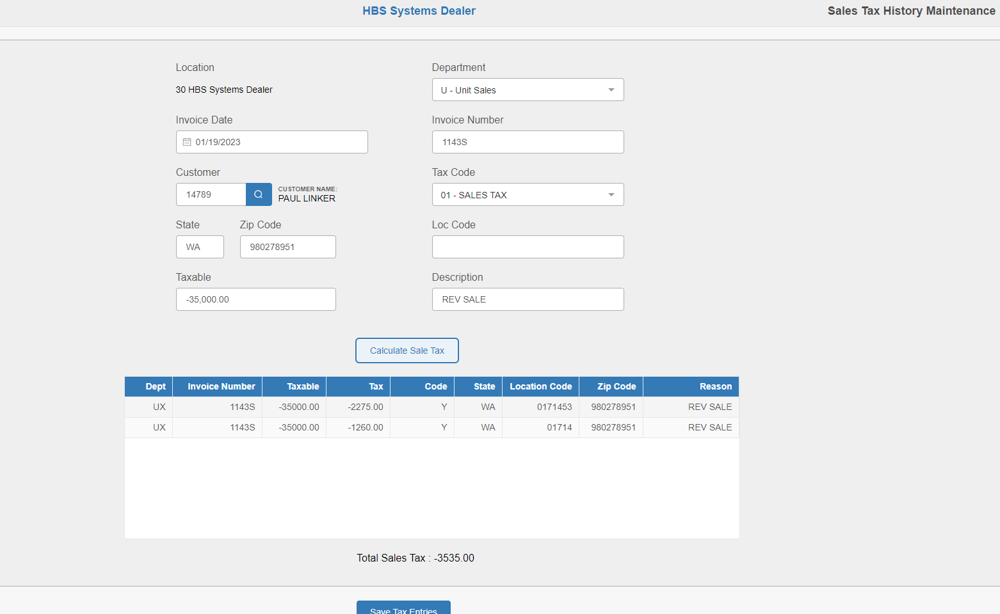 HBS Systems Dealer
Sales Tax History Maintenance
Location
Department
30 HBS Systems Dealer
U - Unit Sales
Invoice Date
Invoice Number
01/19/2023
1143S
Customer
Tax Code
14789
CUSTOMER NAME:
PAUL LINKER
01 - SALES TAX
State
Zip Code
Loc Code
WA
980278951
Taxable
Description
-35,000.00
REV SALE
Calculate Sale Tax
Dept Invoice Number Taxable Tax Code State Location Code Zip Code Reason
UX 1143S -35000.00 -2275.00 Y WA 0171453 980278951 REV SALE
UX 1143S -35000.00 -1260.00 Y WA 01714 980278951 REV SALE
Total Sales Tax : -3535.00
Save Tax Entries